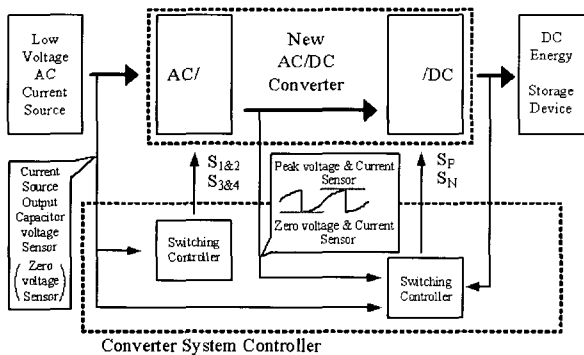 Low
Voltage
AC
Current
Source
AC/
New
AC/DC
Converter
/DC
DC
Energy
Storage
Device
Current
Source
Output
Capacitor
voltage
Sensor
(Zero
voltage
Sensor)
S1&2
S3&4
Peak voltage & Current
Sensor
Zero voltage & Current
Sensor
SP
SN
Switching
Controller
Switching
Controller
Converter System Controller